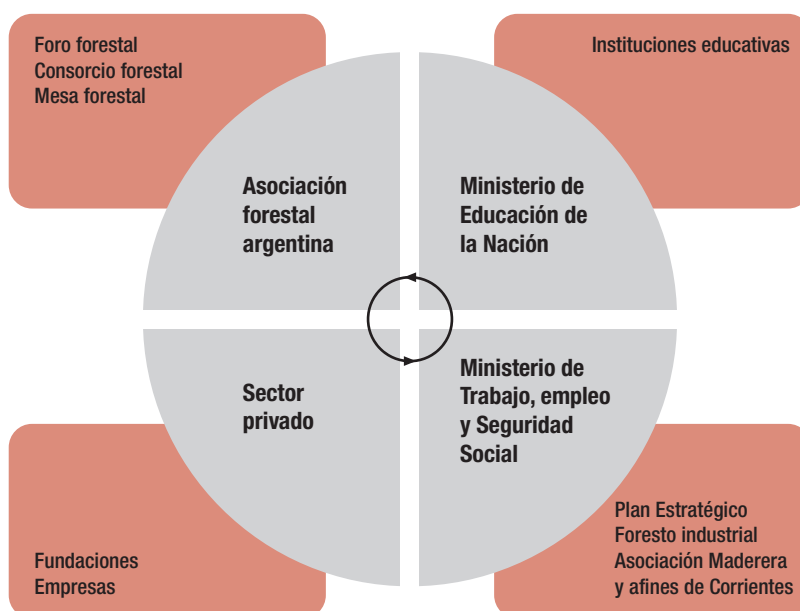 Foro forestal
Consorcio forestal
Mesa forestal
Instituciones educativas
Asociación
forestal
argentina
Ministerio de
Educación de
la Nación
Sector
privado
Ministerio de
Trabajo, empleo
y Seguridad
Social
Fundaciones
Empresas
Plan Estratégico
Foresto industrial
Asociación Maderera
y afines de Corrientes